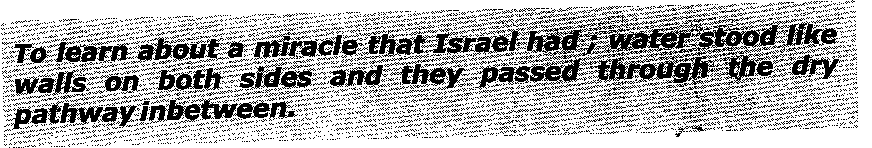 To learn about a miracle that Israel had ; water stood like
walls on both sides and they passed through the dry
pathway inbetween.